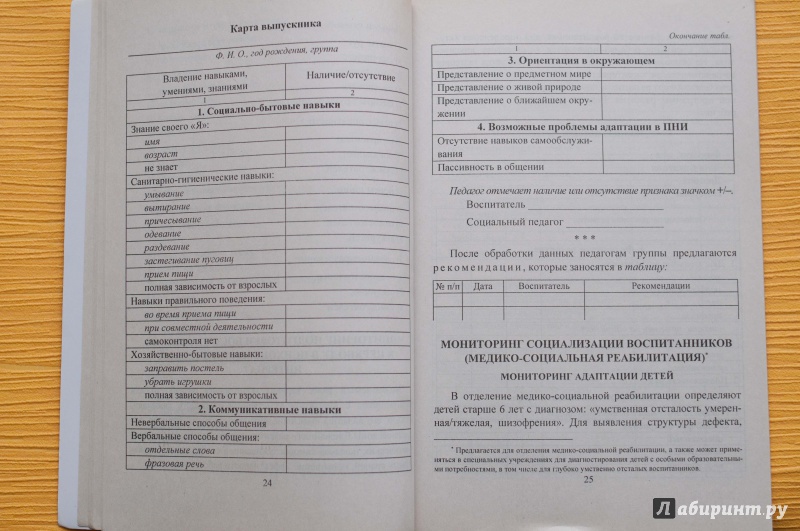 Карта выпускника
Ф. И. О., год рождения, группа
Владение навыками,
умениями, знаниями
Наличие/отсутствие
1
2
1. Социально-бытовые навыки
Знание своего «Я»:
имя
возраст
не знает
Санитарно-гигиенические навыки:
умывание
вытирание
причесывание
одевание
раздевание
застегивание пуговиц
прием пищи
полная зависимость от взрослых
Навыки правильного поведения:
во время приема пищи
при совместной деятельности
самоконтроля нет
Хозяйственно-бытовые навыки:
заправить постель
убрать игрушки
полная зависимость от взрослых
2. Коммуникативные навыки
Невербальные способы общения
Вербальные способы общения:
отдельные слова
фразовая речь
24
Окончание табл.
1
2
3. Ориентация в окружающем
Представление о предметном мире
Представление о живой природе
Представление о ближайшем окру-
жении
4. Возможные проблемы адаптации в ПНИ
Отсутствие навыков самообслужи-
вания
Пассивность в общении
Педагог отмечает наличие или отсутствие признака значком +/–.
Воспитатель
Социальный педагог
* * *
После обработки данных педагогам группы предлагаются
рекомендации, которые заносятся в таблицу:
№ п/п Дата Воспитатель Рекомендации
МОНИТОРИНГ СОЦИАЛИЗАЦИИ ВОСПИТАННИКОВ
(МЕДИКО-СОЦИАЛЬНАЯ РЕАБИЛИТАЦИЯ)*
МОНИТОРИНГ АДАПТАЦИИ ДЕТЕЙ
В отделение медико-социальной реабилитации определяют
детей старше 6 лет с диагнозом: «умственная отсталость умерен-
ная/тяжелая, шизофрения». Для выявления структуры дефекта,
* Предлагается для отделения медико-социальной реабилитации, а также может приме-
няться в специальных учреждениях для диагностирования детей с особыми образовательны-
ми потребностями, в том числе для глубоко умственно отсталых воспитанников.
25
Лабиринт.ру